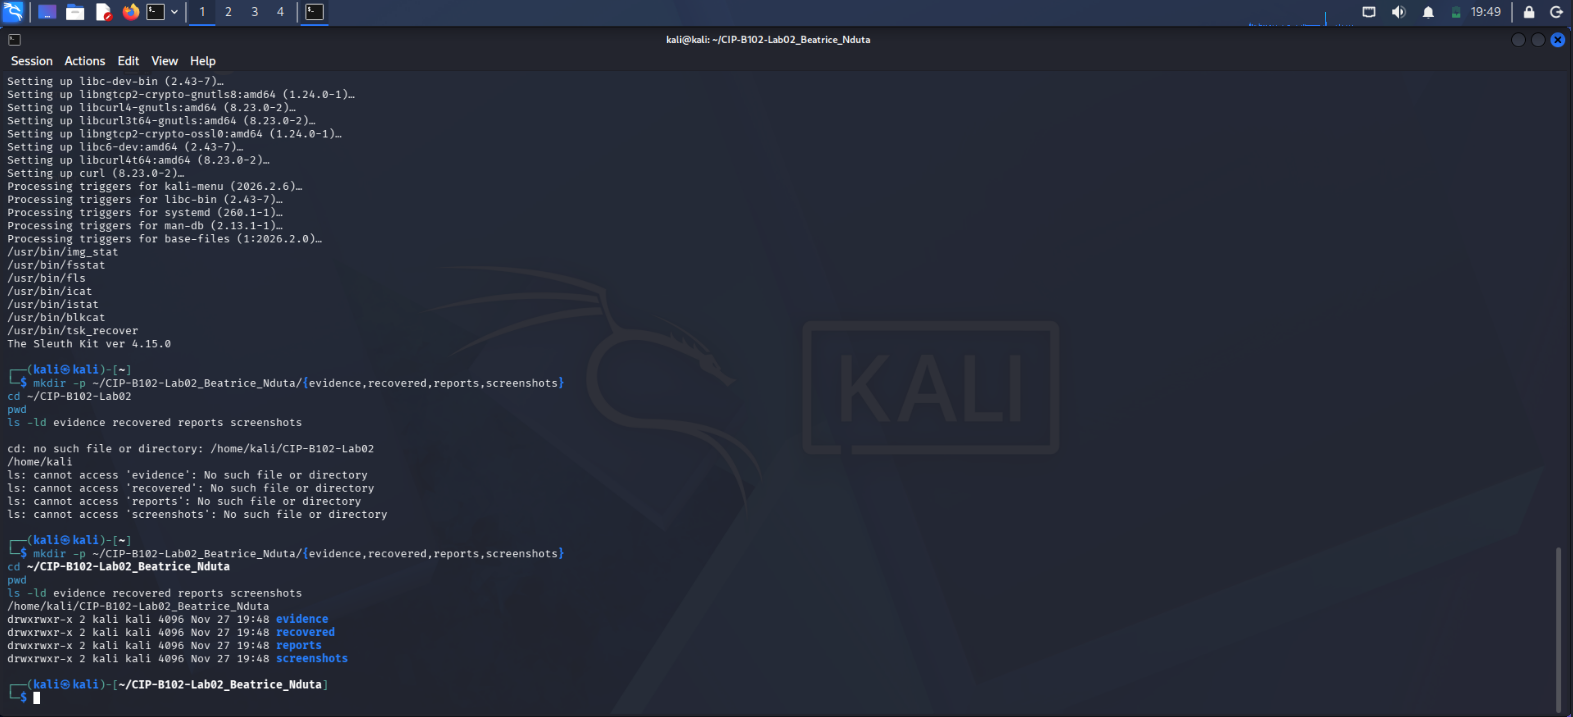 1 2 3 4 19:49
kali@kali: ~/CIP-B102-Lab02_Beatrice_Nduta
Session Actions Edit View Help
Setting up libc-dev-bin (2.43-7)…
Setting up libngtcp2-crypto-gnutls8:amd64 (1.24.0-1)…
Setting up libcurl4-gnutls:amd64 (8.23.0-2)…
Setting up libcurl3t64-gnutls:amd64 (8.23.0-2)…
Setting up libngtcp2-crypto-ossl0:amd64 (1.24.0-1)…
Setting up libc6-dev:amd64 (2.43-7)…
Setting up libcurl4t64:amd64 (8.23.0-2)…
Setting up curl (8.23.0-2)…
Processing triggers for kali-menu (2026.2.6)…
Processing triggers for libc-bin (2.43-7)…
Processing triggers for systemd (260.1-1)…
Processing triggers for man-db (2.13.1-1)…
Processing triggers for base-files (1:2026.2.0)…
/usr/bin/img_stat
/usr/bin/fsstat
/usr/bin/fls
/usr/bin/icat
/usr/bin/istat
/usr/bin/blkcat
/usr/bin/tsk_recover
The Sleuth Kit ver 4.15.0
┌──(kali㉿kali)-[~]
└─$ mkdir -p ~/CIP-B102-Lab02_Beatrice_Nduta/{evidence,recovered,reports,screenshots}
cd ~/CIP-B102-Lab02
pwd
ls -ld evidence recovered reports screenshots
cd: no such file or directory: /home/kali/CIP-B102-Lab02
/home/kali
ls: cannot access 'evidence': No such file or directory
ls: cannot access 'recovered': No such file or directory
ls: cannot access 'reports': No such file or directory
ls: cannot access 'screenshots': No such file or directory
┌──(kali㉿kali)-[~]
└─$ mkdir -p ~/CIP-B102-Lab02_Beatrice_Nduta/{evidence,recovered,reports,screenshots}
cd ~/CIP-B102-Lab02_Beatrice_Nduta
pwd
ls -ld evidence recovered reports screenshots
/home/kali/CIP-B102-Lab02_Beatrice_Nduta
drwxrwxr-x 2 kali kali 4096 Nov 27 19:48 evidence
drwxrwxr-x 2 kali kali 4096 Nov 27 19:48 recovered
drwxrwxr-x 2 kali kali 4096 Nov 27 19:48 reports
drwxrwxr-x 2 kali kali 4096 Nov 27 19:48 screenshots
┌──(kali㉿kali)-[~/CIP-B102-Lab02_Beatrice_Nduta]
└─$
KALI